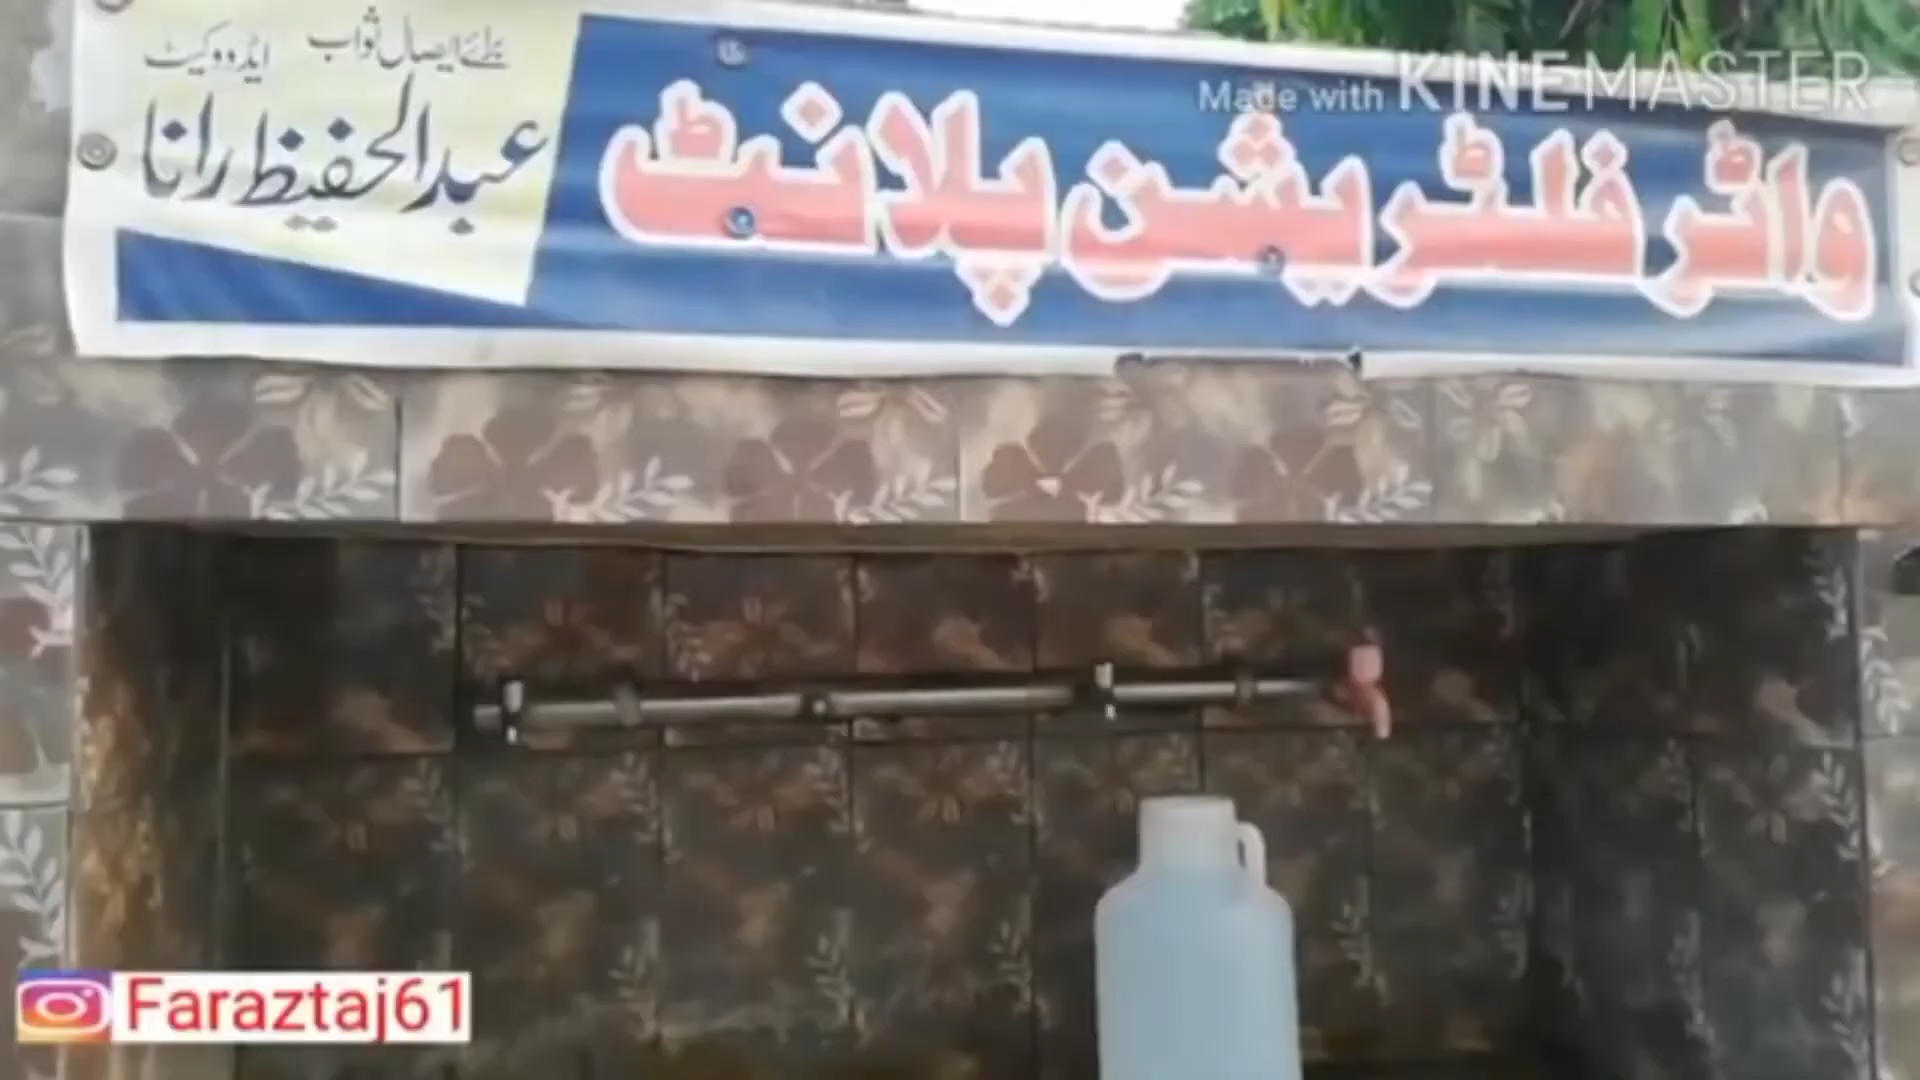 Made with KINEMASTER
واٹر فلٹریشن پلانٹ
برائے ایصال ثواب ایڈووکیٹ
عبدالحفیظ رانا
Faraztaj61